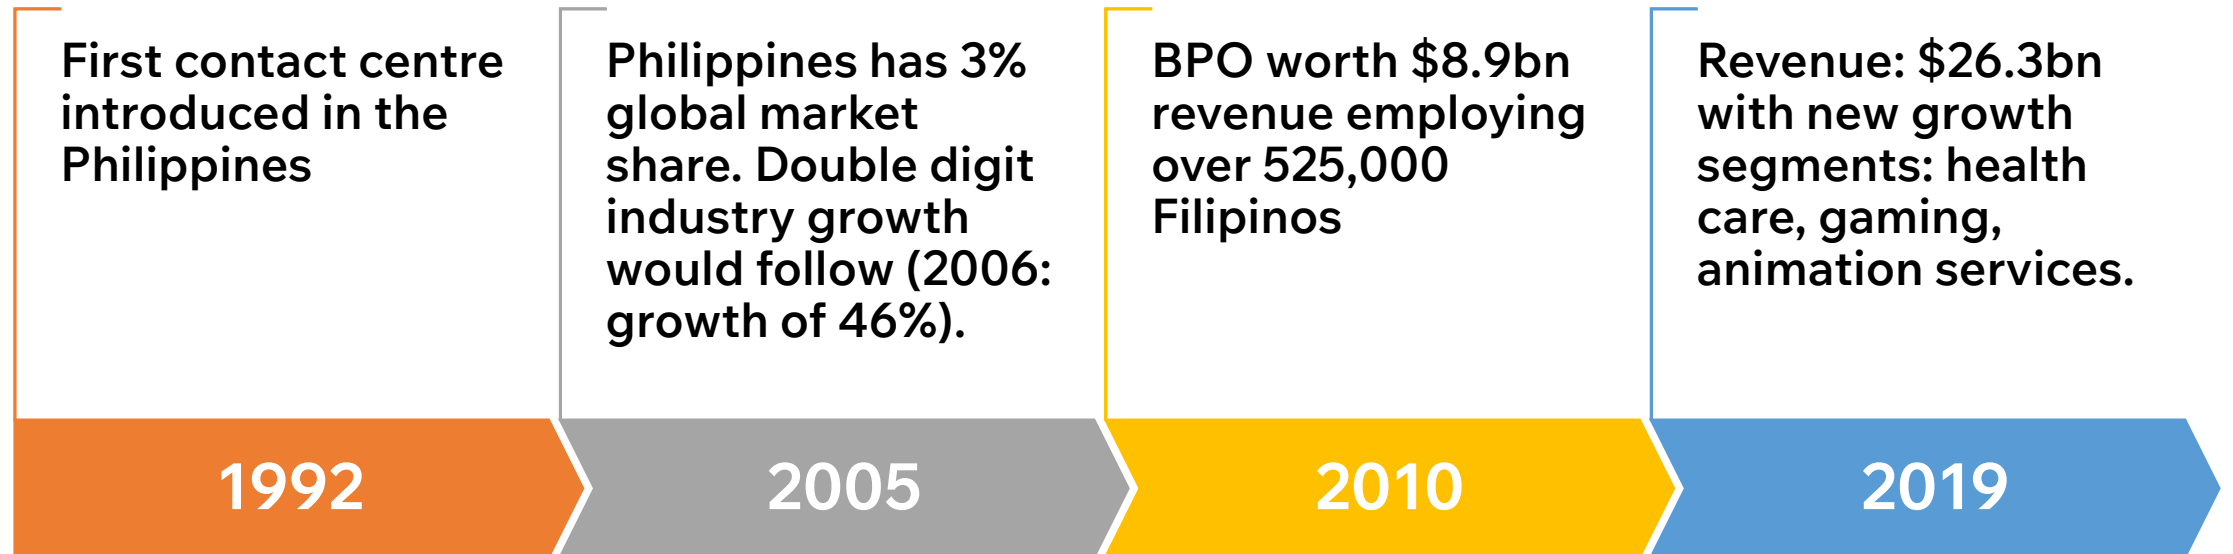 First contact centre
introduced in the
Philippines
1992
Philippines has 3%
global market
share. Double digit
industry growth
would follow (2006:
growth of 46%).
2005
BPO worth $8.9bn
revenue employing
over 525,000
Filipinos
2010
Revenue: $26.3bn
with new growth
segments: health
care, gaming,
animation services.
2019